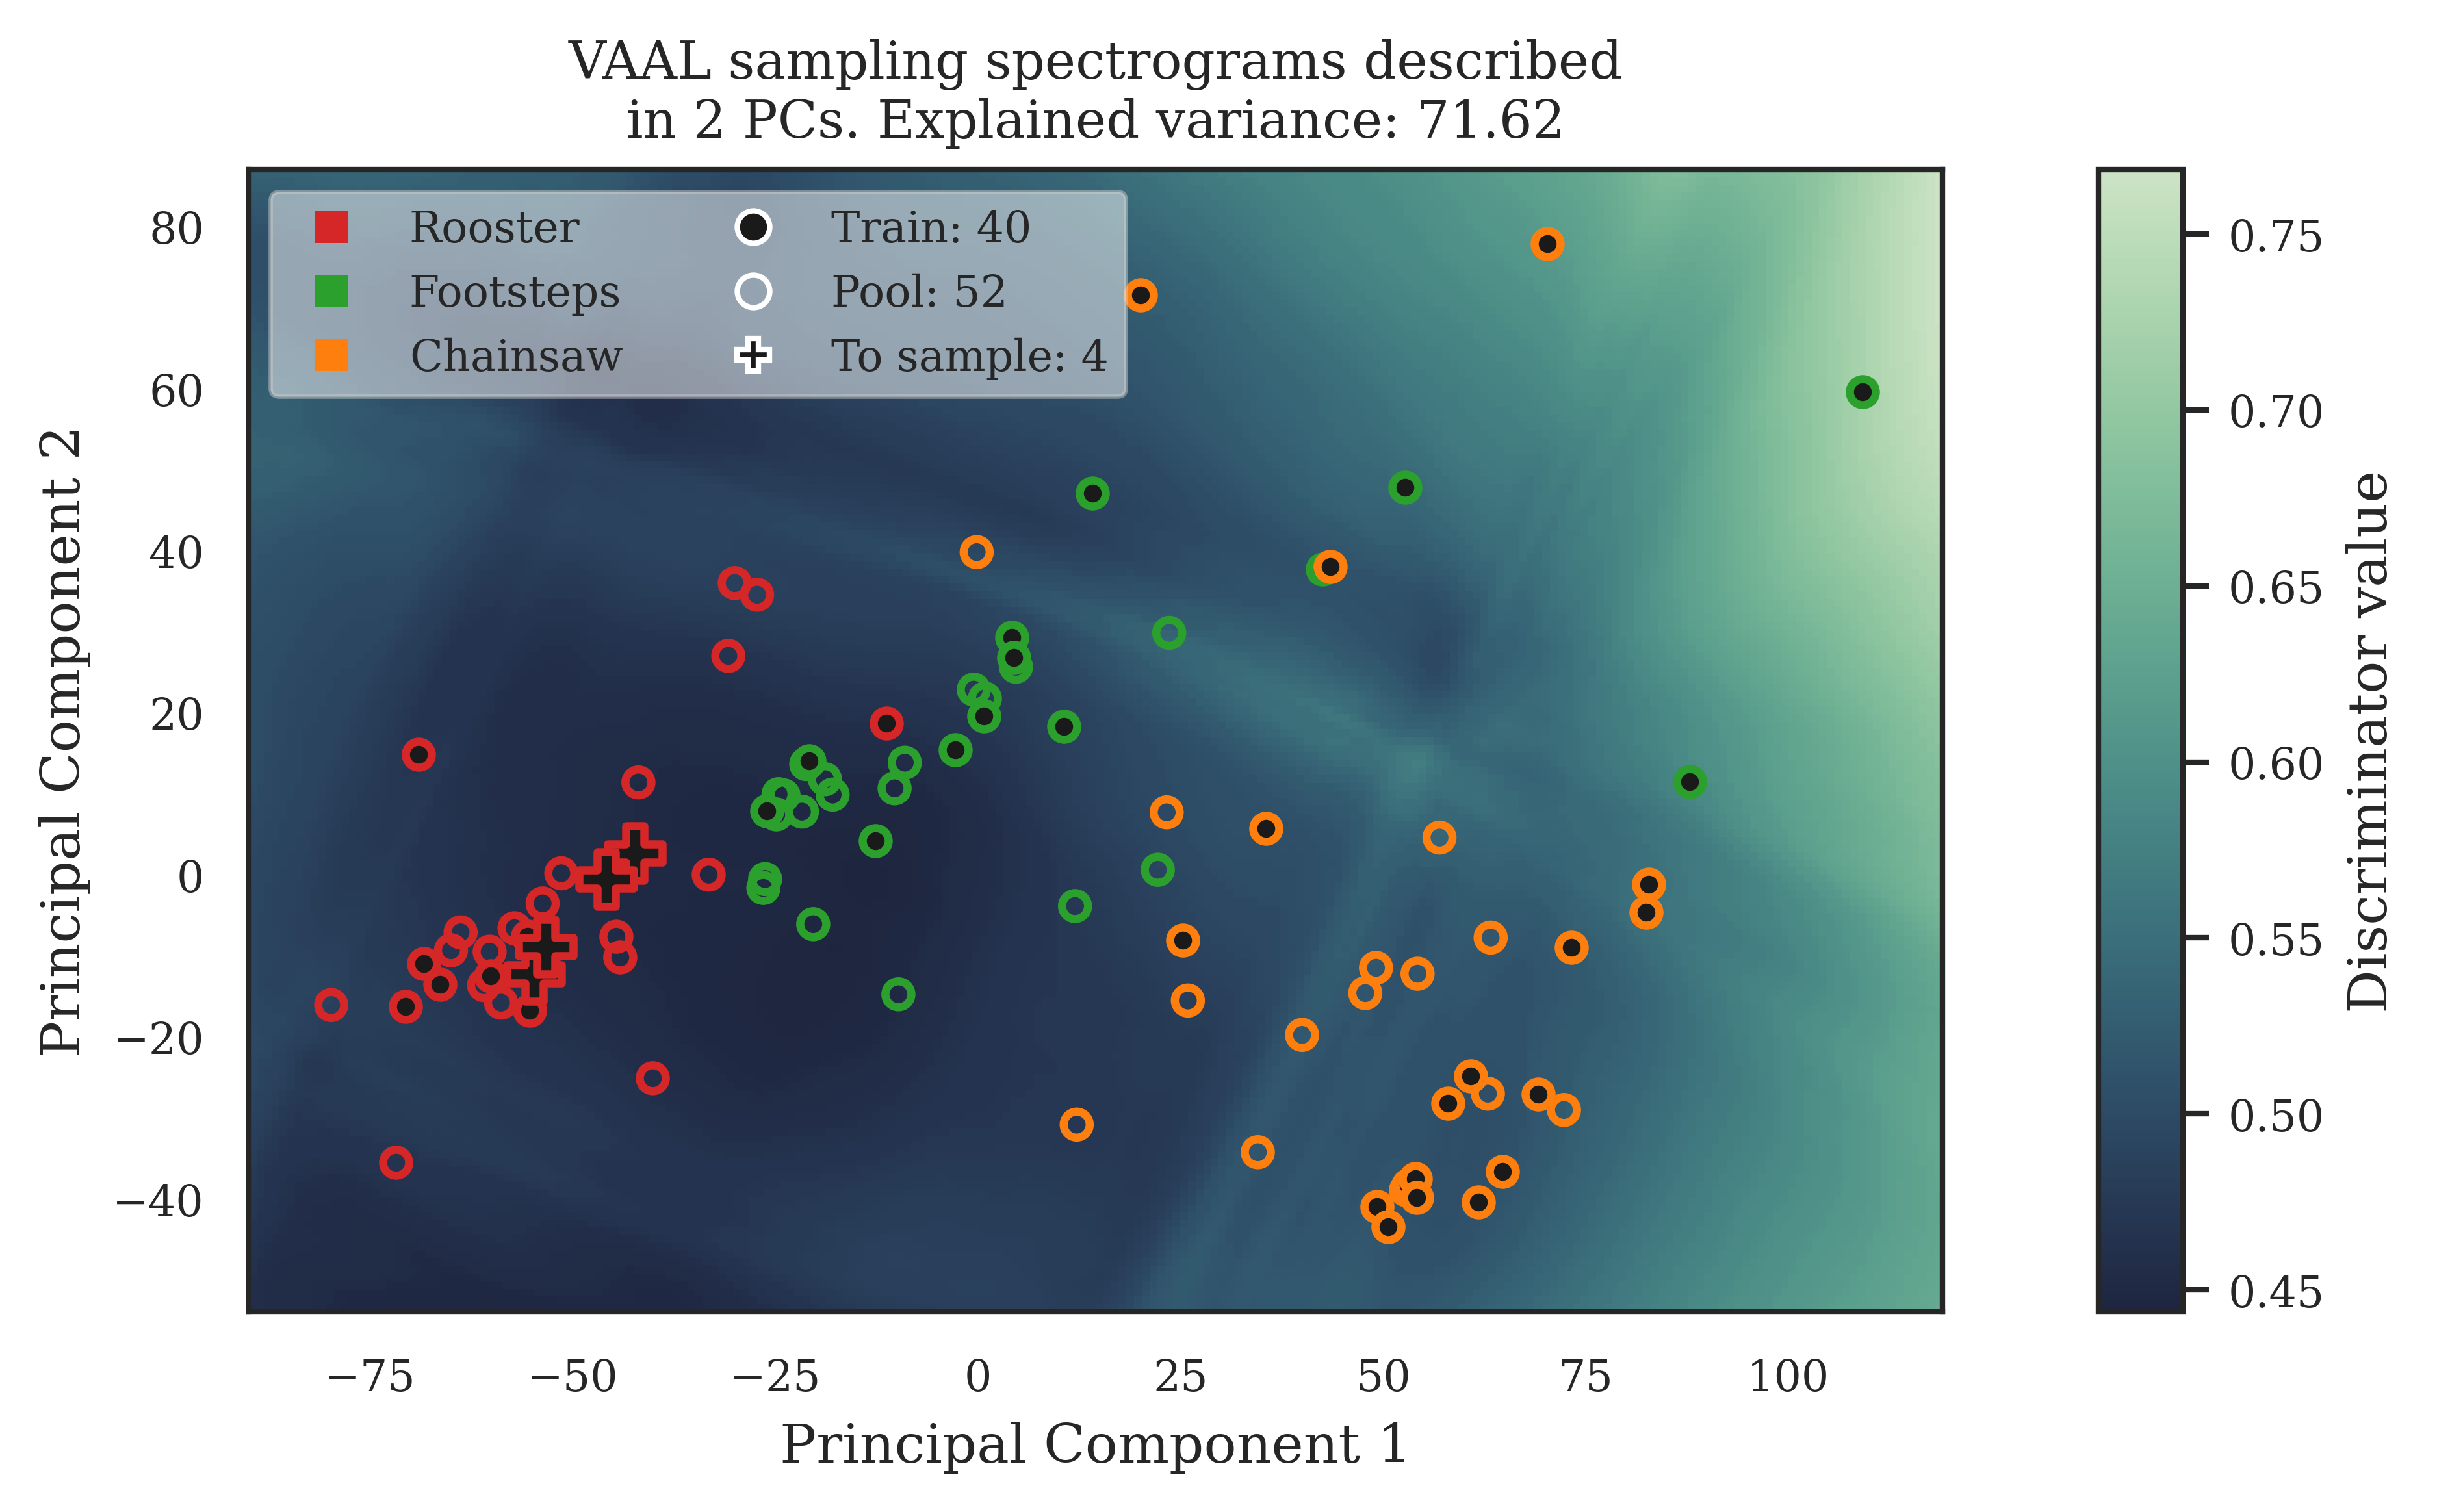 VAAL sampling spectrograms described
in 2 PCs. Explained variance: 71.62
Rooster
Footsteps
Chainsaw
Train: 40
Pool: 52
To sample: 4
80
60
40
20
0
−20
−40
Principal Component 2
−75
−50
−25
0
25
50
75
100
Principal Component 1
0.75
0.70
0.65
0.60
0.55
0.50
0.45
Discriminator value